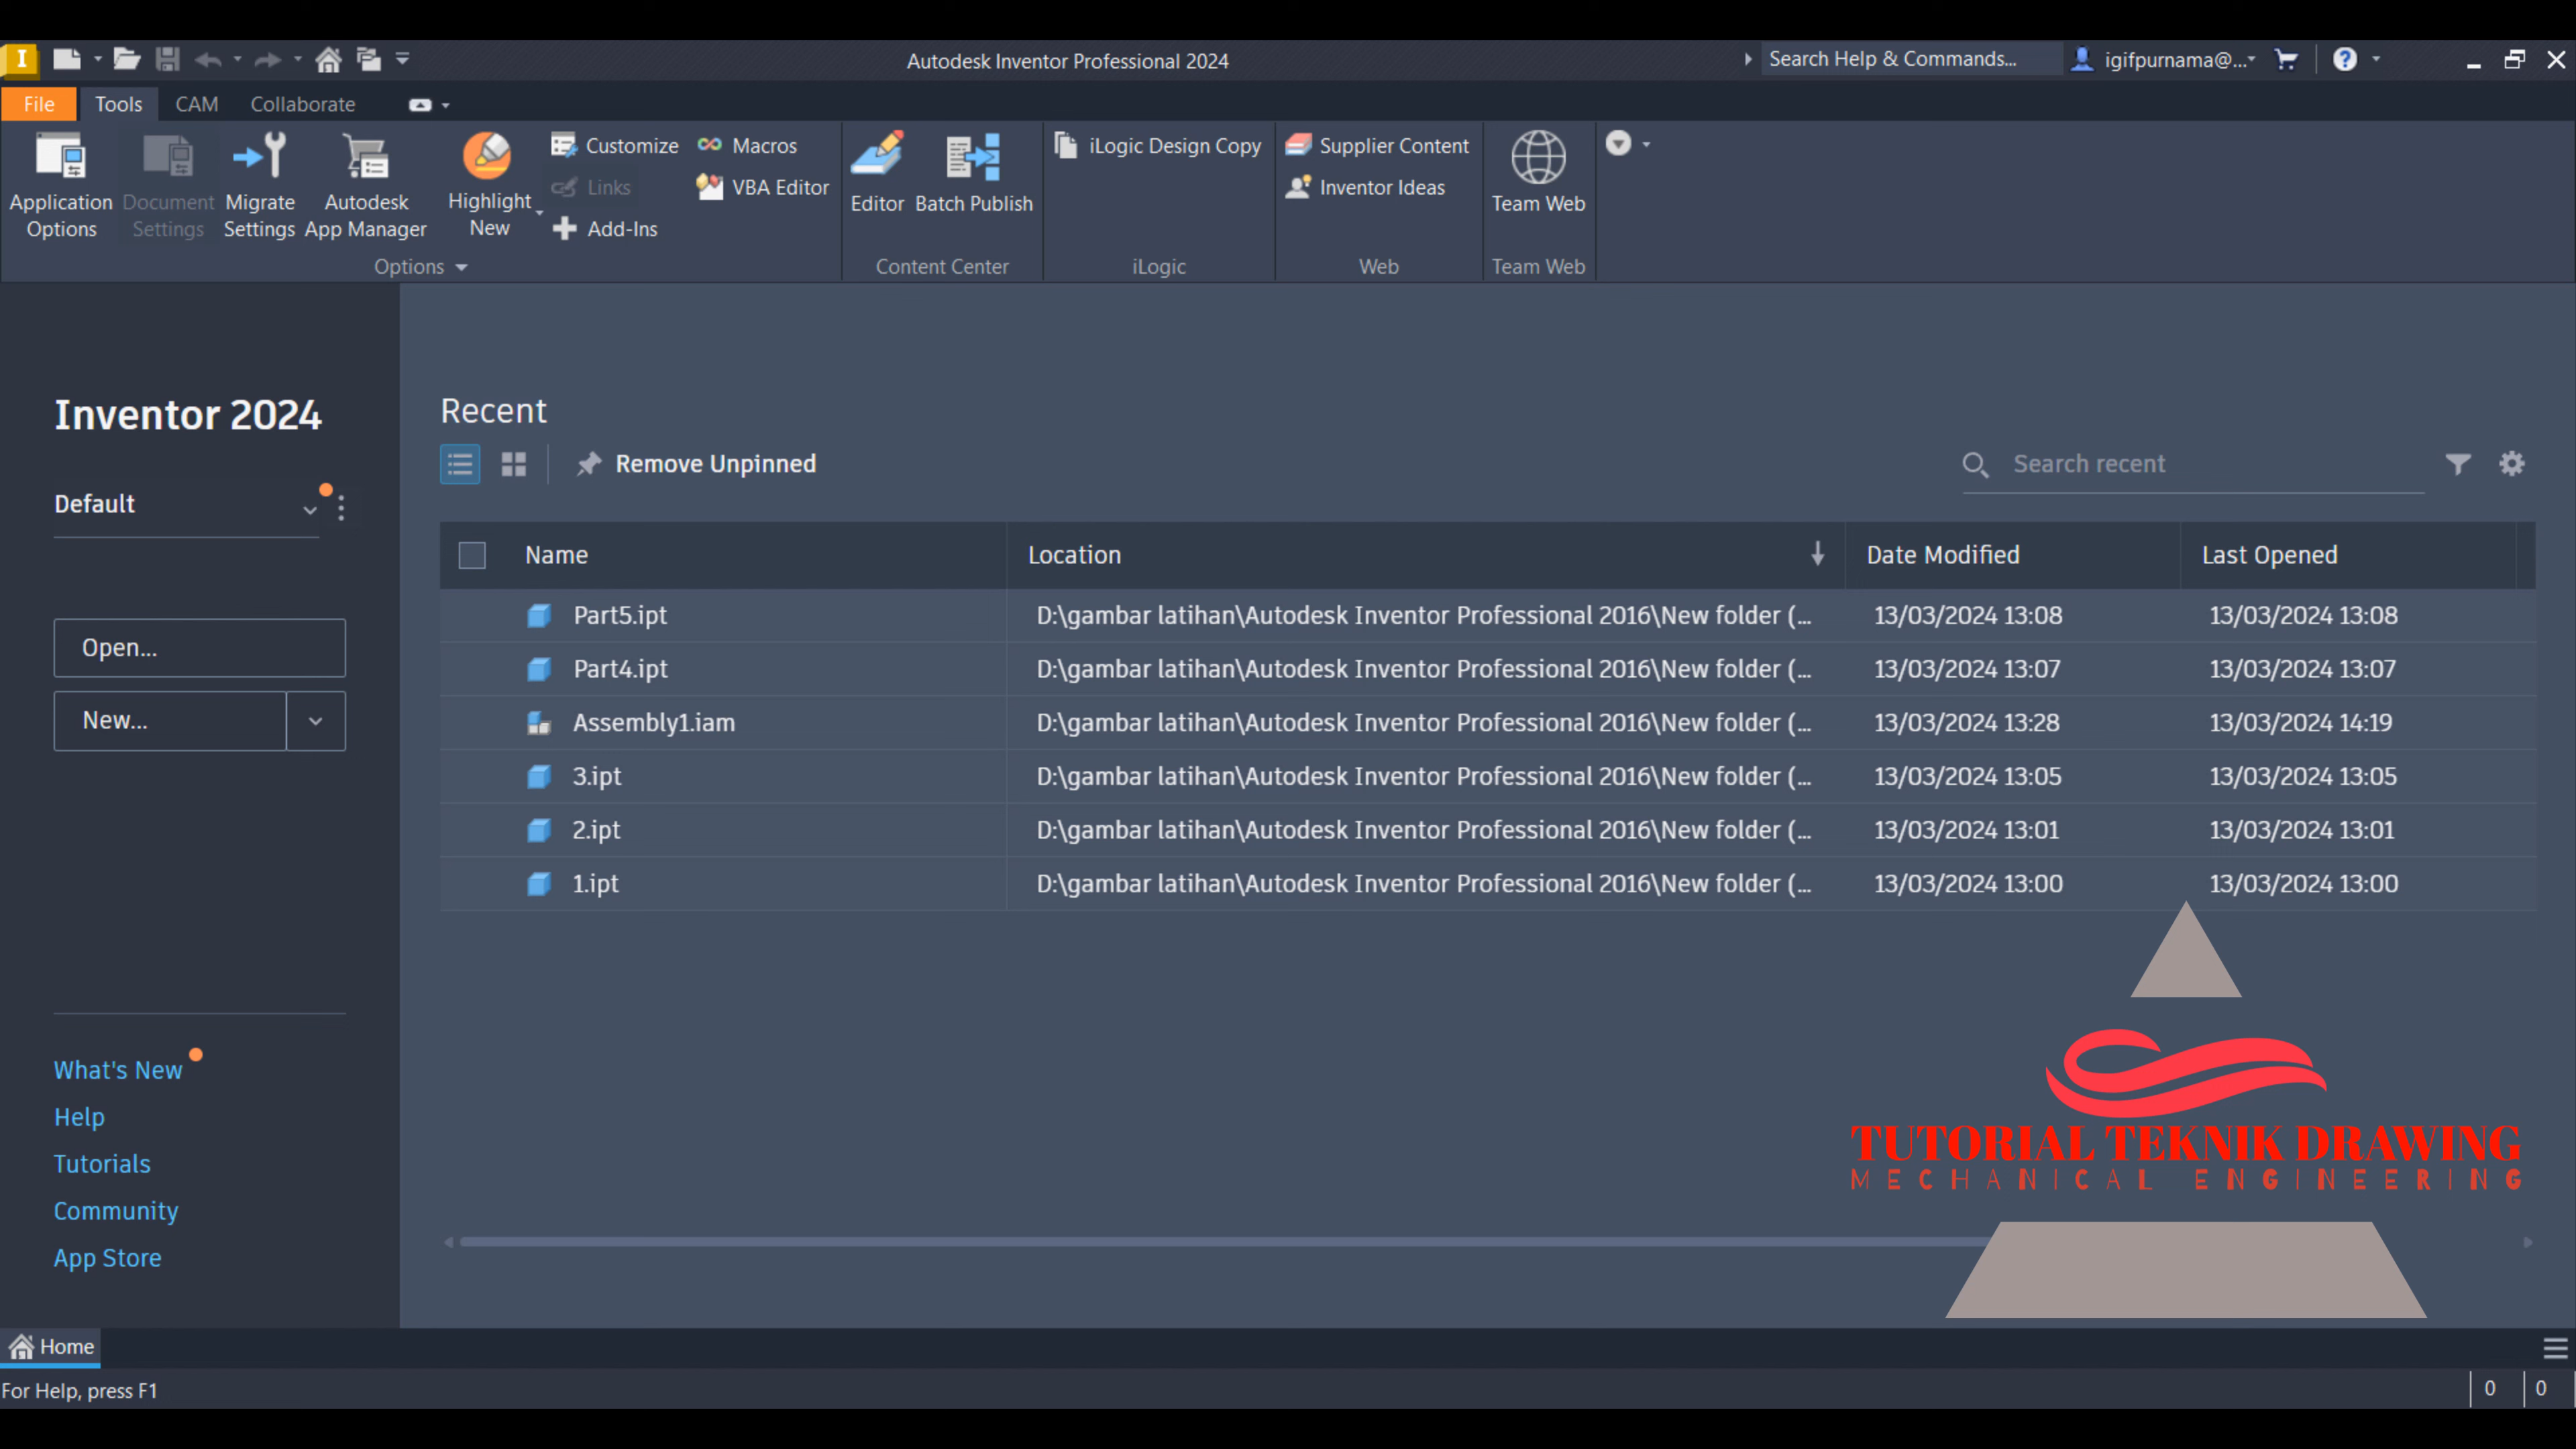 Autodesk Inventor Professional 2024
Search Help & Commands...
igifpurnama@...
File Tools CAM Collaborate
Application Options
Document Settings
Migrate Settings
Autodesk App Manager
Highlight New
Customize
Links
Add-Ins
Macros
VBA Editor
Options
Editor
Batch Publish
Content Center
iLogic Design Copy
iLogic
Supplier Content
Inventor Ideas
Web
Team Web
Team Web
Inventor 2024
Default
Open...
New...
What's New
Help
Tutorials
Community
App Store
Recent
Remove Unpinned
Search recent
Name Location Date Modified Last Opened
Part5.ipt D:\gambar latihan\Autodesk Inventor Professional 2016\New folder (... 13/03/2024 13:08 13/03/2024 13:08
Part4.ipt D:\gambar latihan\Autodesk Inventor Professional 2016\New folder (... 13/03/2024 13:07 13/03/2024 13:07
Assembly1.iam D:\gambar latihan\Autodesk Inventor Professional 2016\New folder (... 13/03/2024 13:28 13/03/2024 14:19
3.ipt D:\gambar latihan\Autodesk Inventor Professional 2016\New folder (... 13/03/2024 13:05 13/03/2024 13:05
2.ipt D:\gambar latihan\Autodesk Inventor Professional 2016\New folder (... 13/03/2024 13:01 13/03/2024 13:01
1.ipt D:\gambar latihan\Autodesk Inventor Professional 2016\New folder (... 13/03/2024 13:00 13/03/2024 13:00
TUTORIAL TEKNIK DRAWING
MECHANICAL ENGINEERING
Home
For Help, press F1
0 0